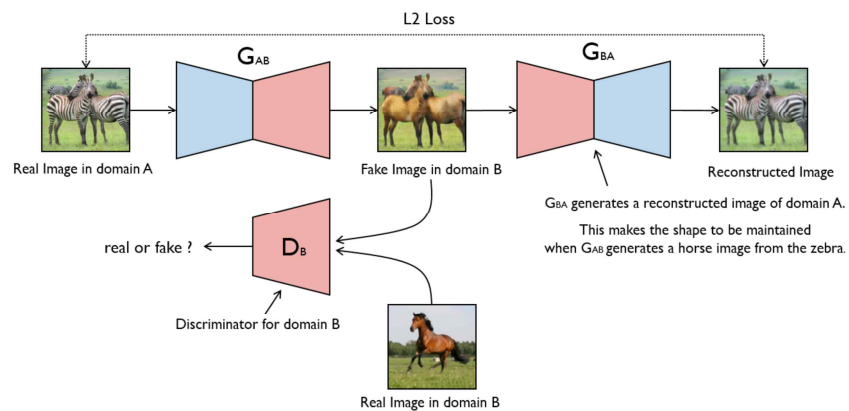 L2 Loss
GAB
GBA
Real Image in domain A
Fake Image in domain B
Reconstructed Image
GBA generates a reconstructed image of domain A.
This makes the shape to be maintained
when GAB generates a horse image from the zebra.
real or fake ?
DB
Discriminator for domain B
Real Image in domain B